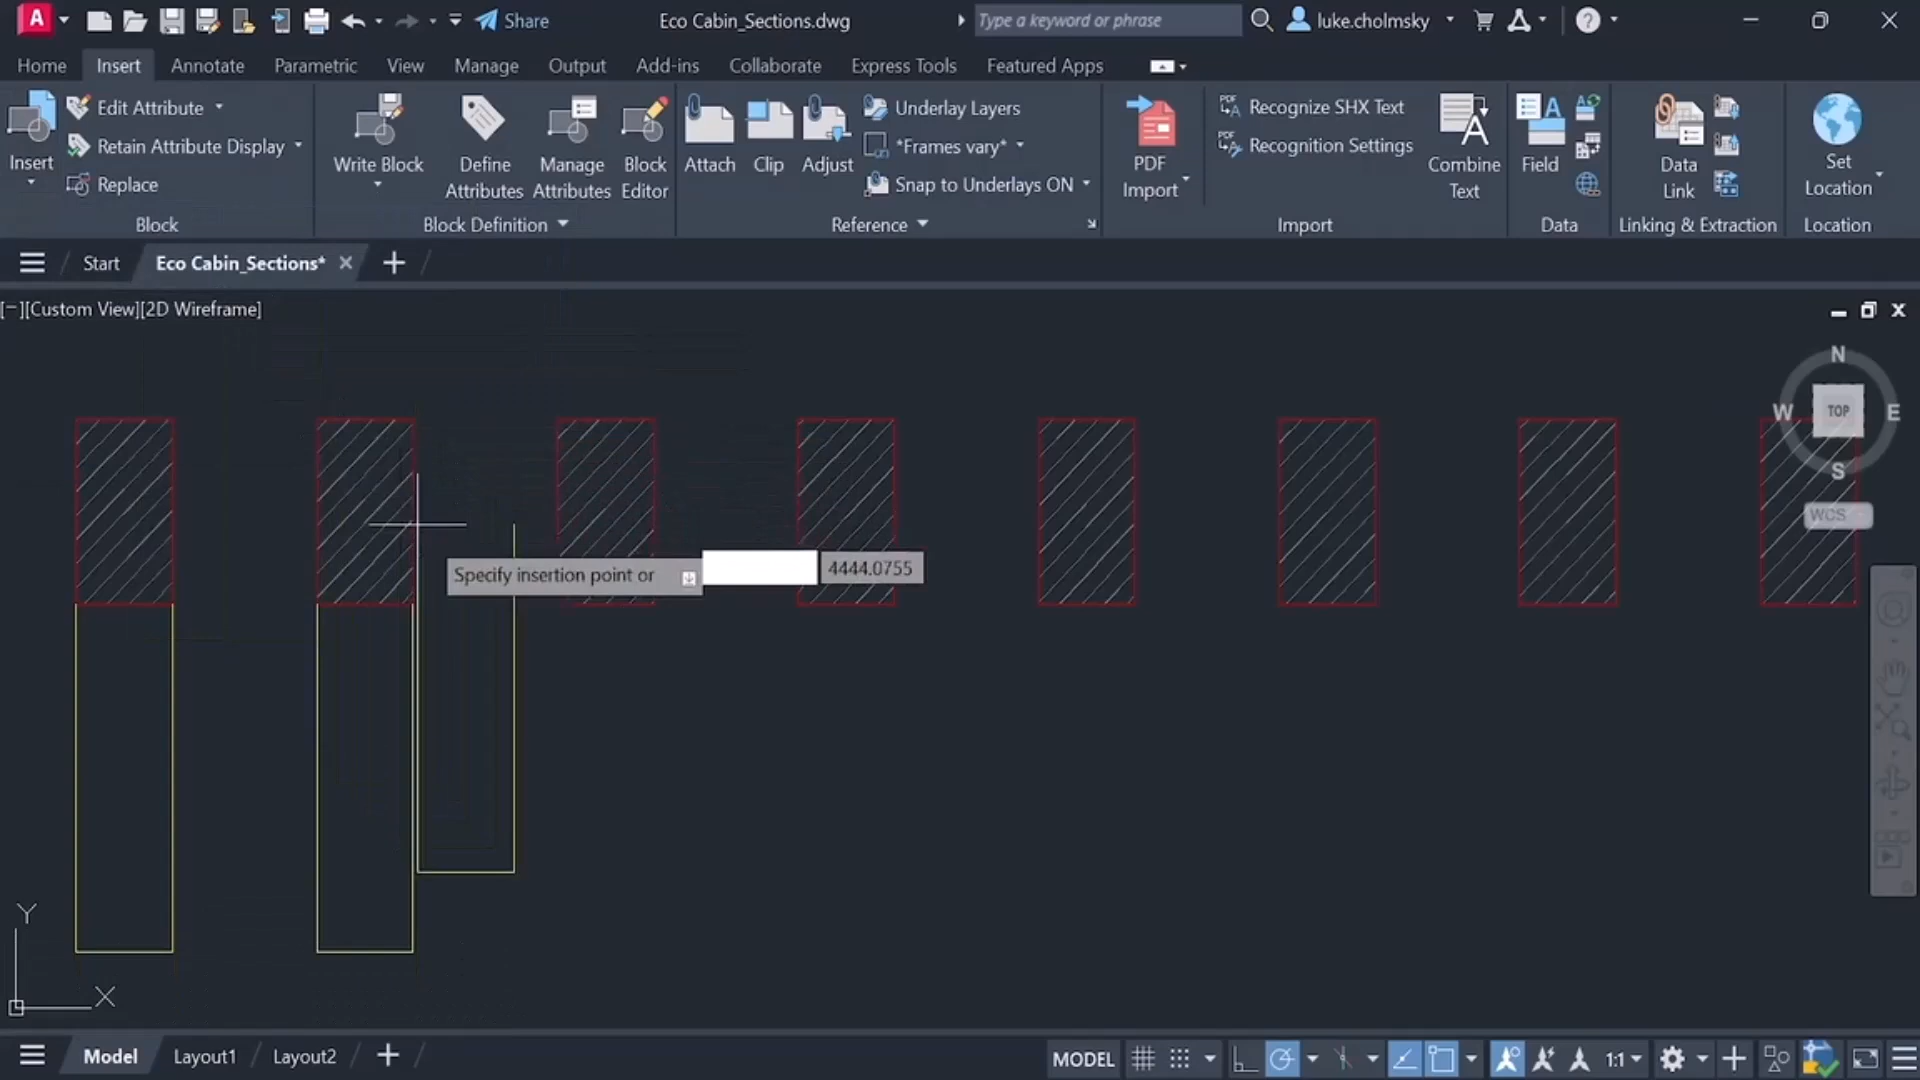 A Share Eco Cabin_Sections.dwg Type a keyword or phrase luke.cholmsky ?
Home Insert Annotate Parametric View Manage Output Add-ins Collaborate Express Tools Featured Apps
Insert
Edit Attribute
Retain Attribute Display
Replace
Block
Write Block
Define Attributes
Manage Attributes
Block Editor
Block Definition
Attach
Clip
Adjust
Underlay Layers
*Frames vary*
Snap to Underlays ON
Reference
PDF Import
PDF A Recognize SHX Text
PDF Recognition Settings
A Combine Text
Import
A Field
Data
Data Link
Linking & Extraction
Set Location
Location
Start Eco Cabin_Sections*
[−][Custom View][2D Wireframe]
N
W TOP E
S
WCS
Specify insertion point or 4444.0755
Y
X
Model Layout1 Layout2 MODEL 1:1